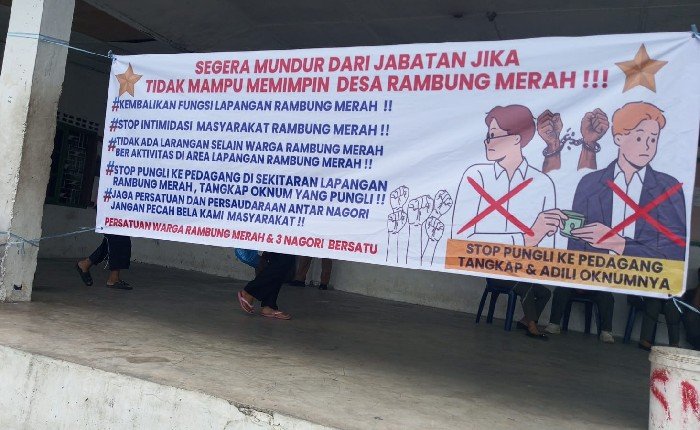 SEGERA MUNDUR DARI JABATAN JIKA
TIDAK MAMPU MEMIMPIN DESA RAMBUNG MERAH !!!
#KEMBALIKAN FUNGSI LAPANGAN RAMBUNG MERAH !!
#STOP INTIMIDASI MASYARAKAT RAMBUNG MERAH !!
#TIDAK ADA LARANGAN SELAIN WARGA RAMBUNG MERAH
BER AKTIVITAS DI AREA LAPANGAN RAMBUNG MERAH !!
#STOP PUNGLI KE PEDAGANG DI SEKITARAN LAPANGAN
RAMBUNG MERAH , TANGKAP OKNUM YANG PUNGLI !!
#JAGA PERSATUAN DAN PERSAUDARAAN ANTAR NAGORI
JANGAN PECAH BELA KAMI MASYARAKAT !!
PERSATUAN WARGA RAMBUNG MERAH & 3 NAGORI BERSATU
STOP PUNGLI KE PEDAGANG
TANGKAP & ADILI OKNUMNYA